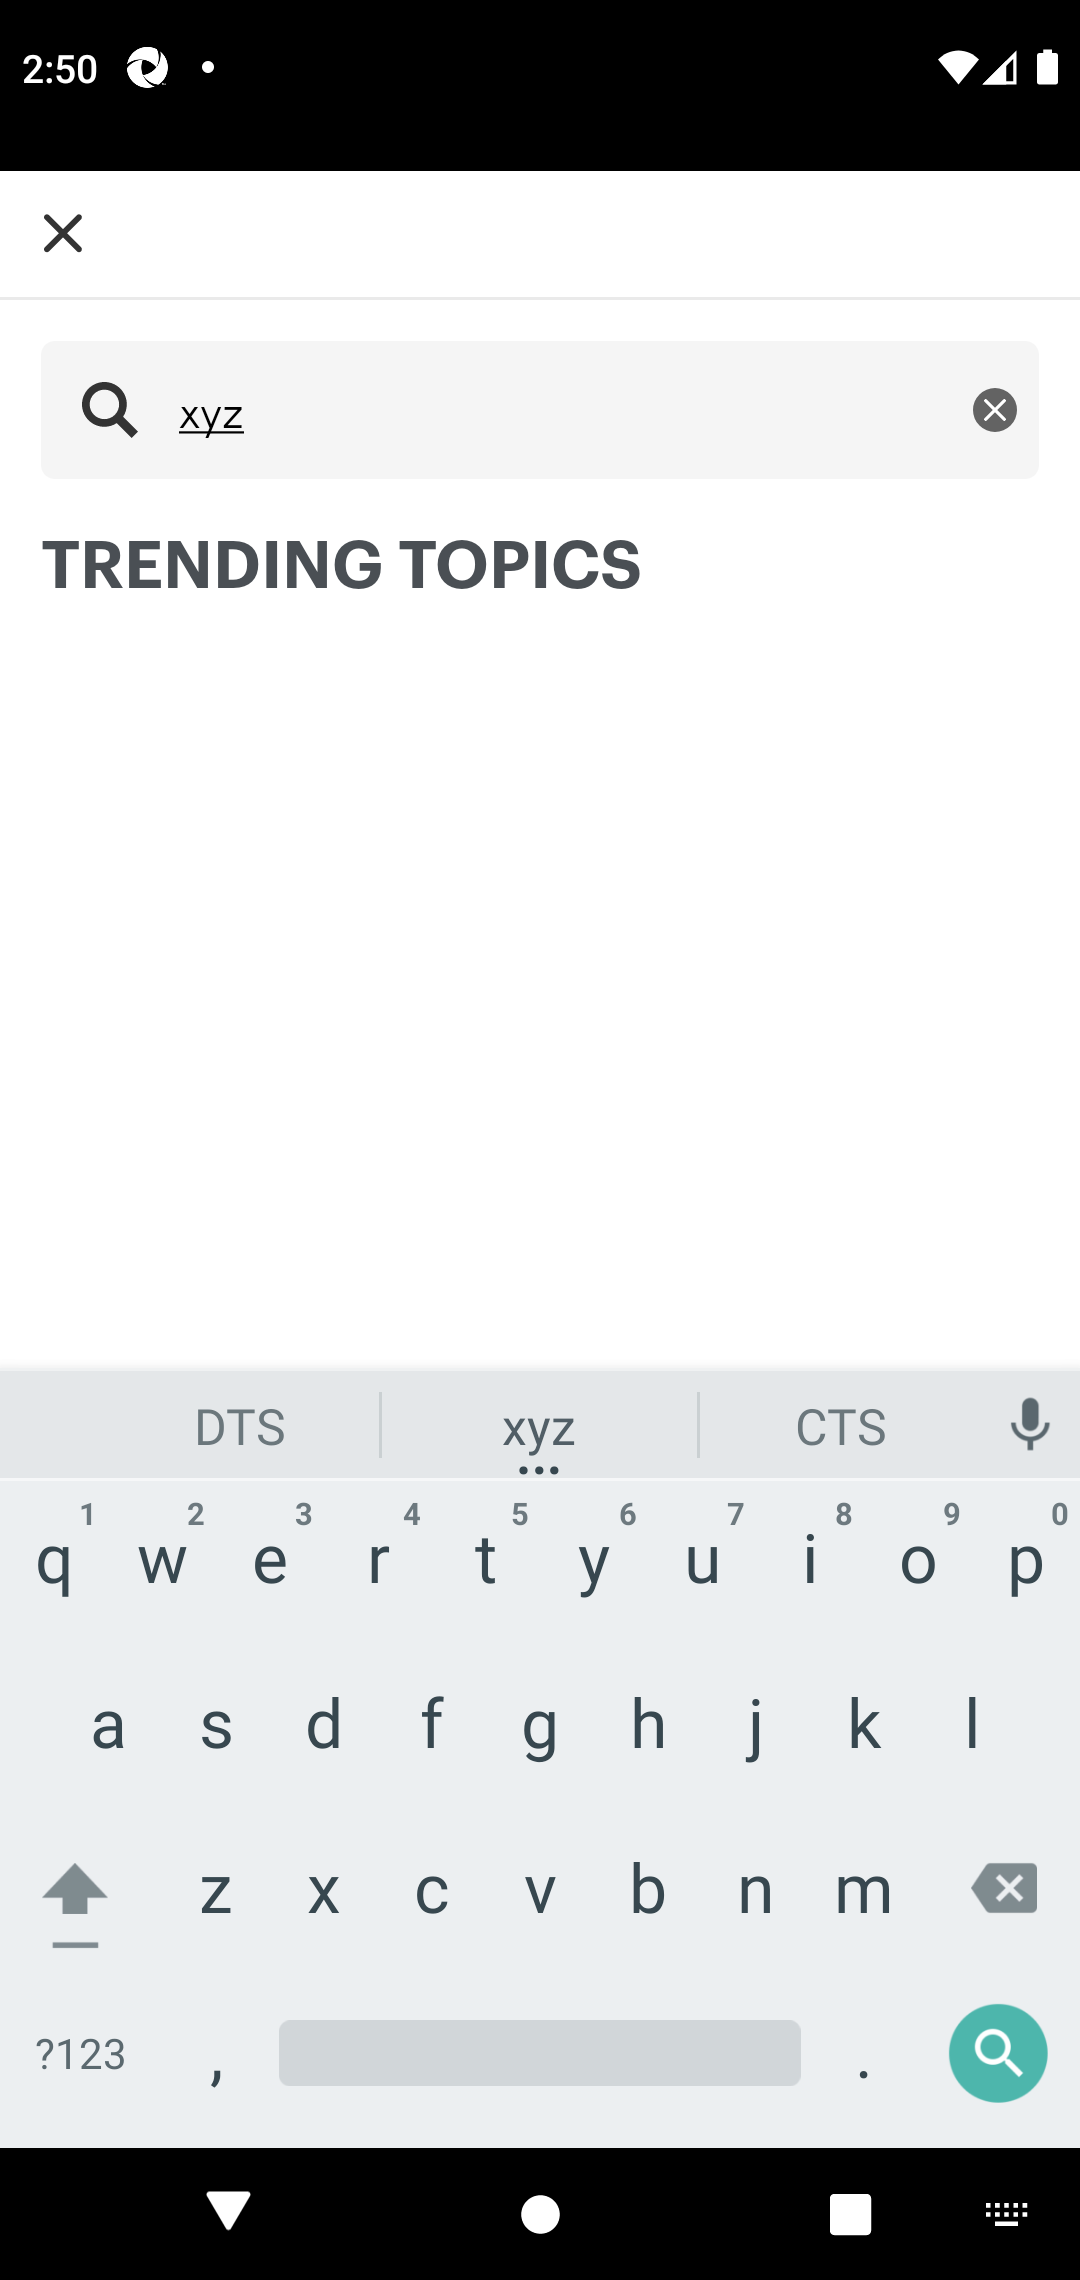 2:50
xyz
TRENDING TOPICS
DTS xyz CTS
1 2 3 4 5 6 7 8 9 0
q w e r t y u i o p
a s d f g h j k l
z x c v b n m
?123 , .